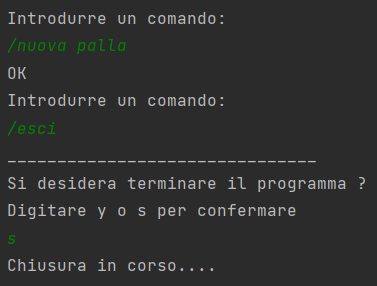 Introdurre un comando:
/nuova palla
OK
Introdurre un comando:
/esci
_______________________________
Si desidera terminare il programma ?
Digitare y o s per confermare
s
Chiusura in corso....